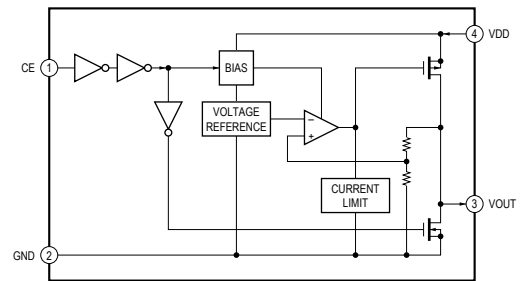 4 VDD
CE 1
BIAS
VOLTAGE
REFERENCE
–
+
CURRENT
LIMIT
3 VOUT
GND 2